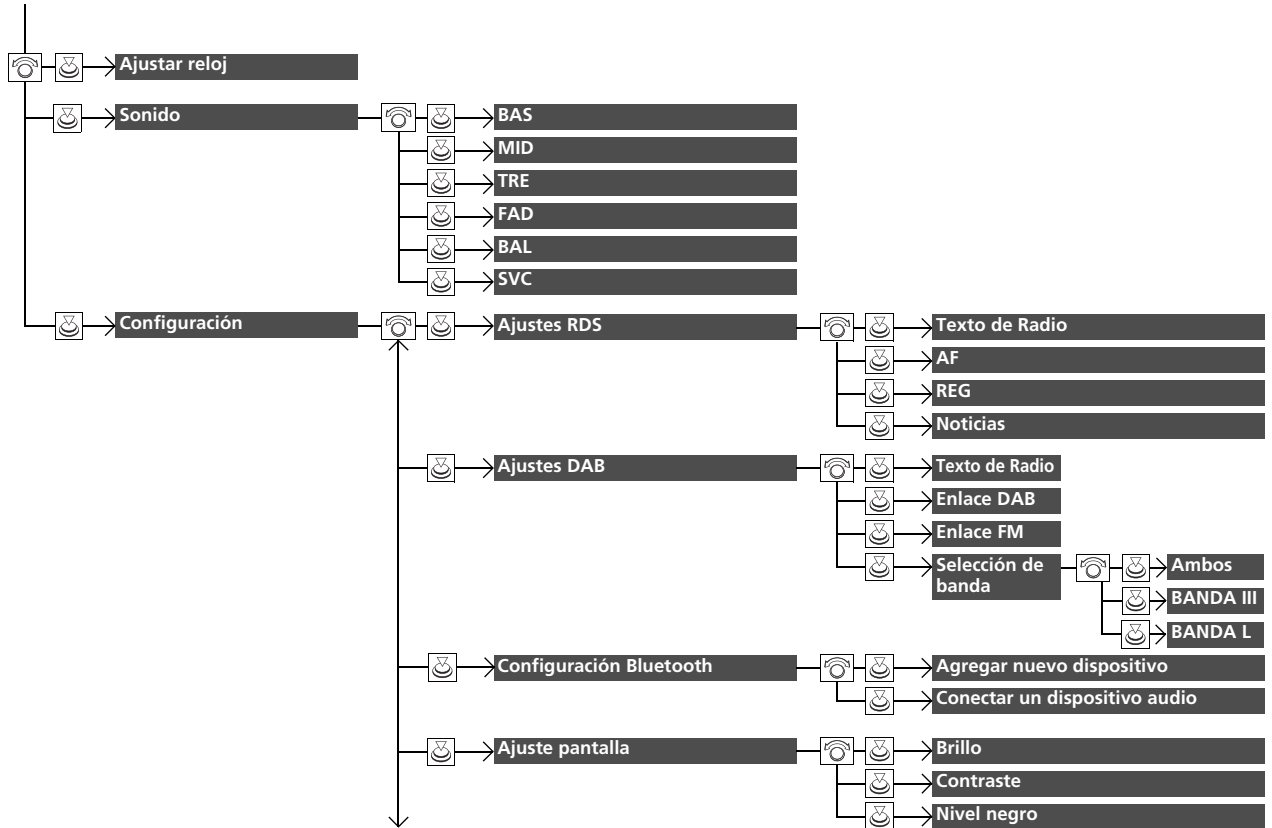 Ajustar reloj
Sonido
BAS
MID
TRE
FAD
BAL
SVC
Configuración
Ajustes RDS
Texto de Radio
AF
REG
Noticias
Ajustes DAB
Texto de Radio
Enlace DAB
Enlace FM
Selección de
banda
Ambos
BANDA III
BANDA L
Configuración Bluetooth
Agregar nuevo dispositivo
Conectar un dispositivo audio
Ajuste pantalla
Brillo
Contraste
Nivel negro